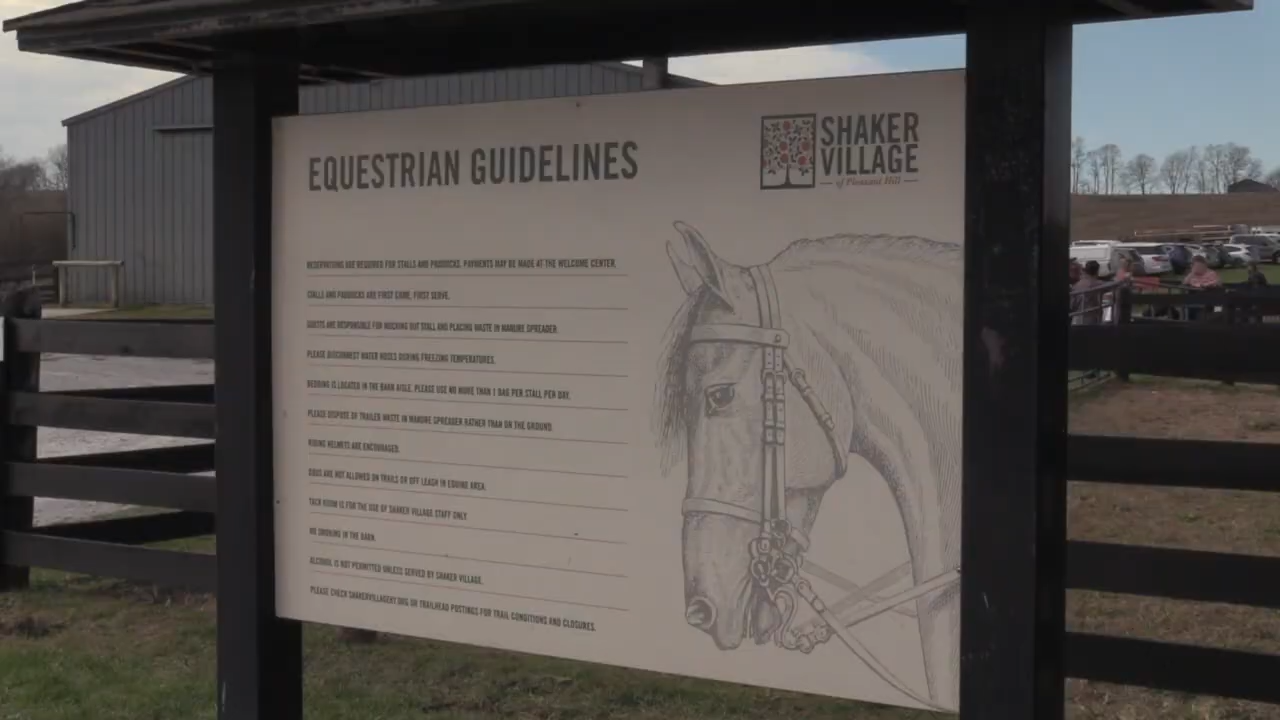 EQUESTRIAN GUIDELINES
SHAKER
VILLAGE
of Pleasant Hill
RESERVATIONS ARE REQUIRED FOR STALLS AND PADDOCKS. PAYMENTS MAY BE MADE AT THE WELCOME CENTER.
STALLS AND PADDOCKS ARE FIRST COME, FIRST SERVE.
GUESTS ARE RESPONSIBLE FOR MUCKING OUT STALL AND PLACING WASTE IN MANURE SPREADER.
PLEASE DISCONNECT WATER HOSES DURING FREEZING TEMPERATURES.
BEDDING IS LOCATED IN THE BARN AISLE. PLEASE USE NO MORE THAN 1 BAG PER STALL PER DAY.
PLEASE DISPOSE OF TRAILER WASTE IN MANURE SPREADER RATHER THAN ON THE GROUND.
RIDING HELMETS ARE ENCOURAGED.
DOGS ARE NOT ALLOWED ON TRAILS OR OFF LEASH IN EQUINE AREA.
TACK ROOM IS FOR THE USE OF SHAKER VILLAGE STAFF ONLY.
NO SMOKING IN THE BARN.
ALCOHOL IS NOT PERMITTED UNLESS SERVED BY SHAKER VILLAGE.
PLEASE CHECK SHAKERVILLAGEKY.ORG OR TRAILHEAD POSTINGS FOR TRAIL CONDITIONS AND CLOSURES.